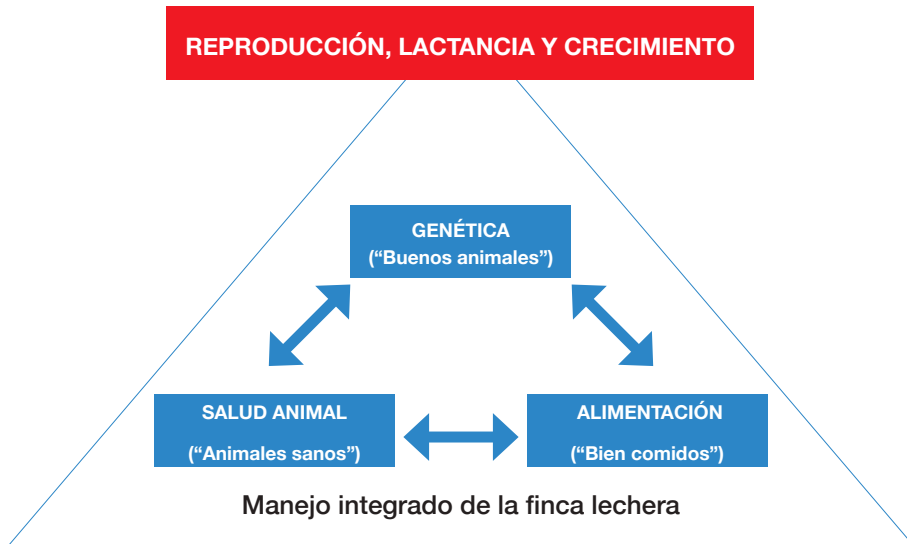 REPRODUCCIÓN, LACTANCIA Y CRECIMIENTO
GENÉTICA
(“Buenos animales”)
SALUD ANIMAL
(“Animales sanos”)
ALIMENTACIÓN
(“Bien comidos”)
Manejo integrado de la finca lechera